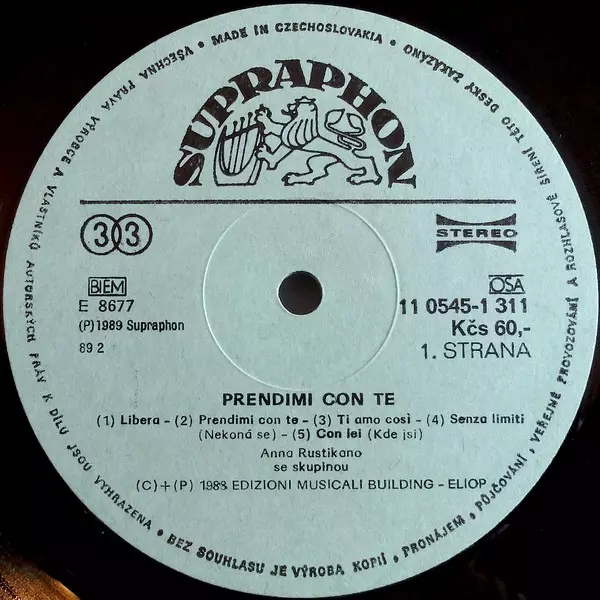 VŠECHNA PRÁVA VÝROBCE A VLASTNÍKŮ AUTORSKÝCH PRÁV K DÍLU JSOU VYHRAZENA • BEZ SOUHLASU JE VÝROBA KOPIÍ, PRONÁJEM, PŮJČOVÁNÍ, VEŘEJNÉ PROVOZOVÁNÍ A ROZHLASOVÉ ŠÍŘENÍ TÉTO DESKY ZAKÁZÁNO • MADE IN CZECHOSLOVAKIA •
SUPRAPHON
33
STEREO
BIEM
E 8677
(P) 1989 Supraphon
89 2
OSA
11 0545-1 311
Kčs 60,-
1. STRANA
PRENDIMI CON TE
(1) Libera - (2) Prendimi con te - (3) Ti amo così - (4) Senza limiti
(Nekoná se) - (5) Con lei (Kde jsi)
Anna Rustikano
se skupinou
(C) + (P) 1988 EDIZIONI MUSICALI BUILDING - ELIOP